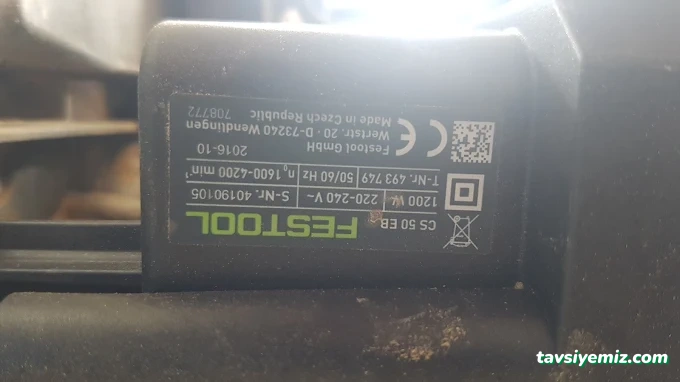 FESTOOL
CS 50 EB
S-Nr. 40190105
1200 W
220-240 V~
T-Nr. 493 749
50/60 Hz
n₀ 1600-4200 min⁻¹
CE
Festool GmbH
2016-10
Wertstr. 20 · D-73240 Wendlingen
Made in Czech Republic
708772
tavsiyemiz.com